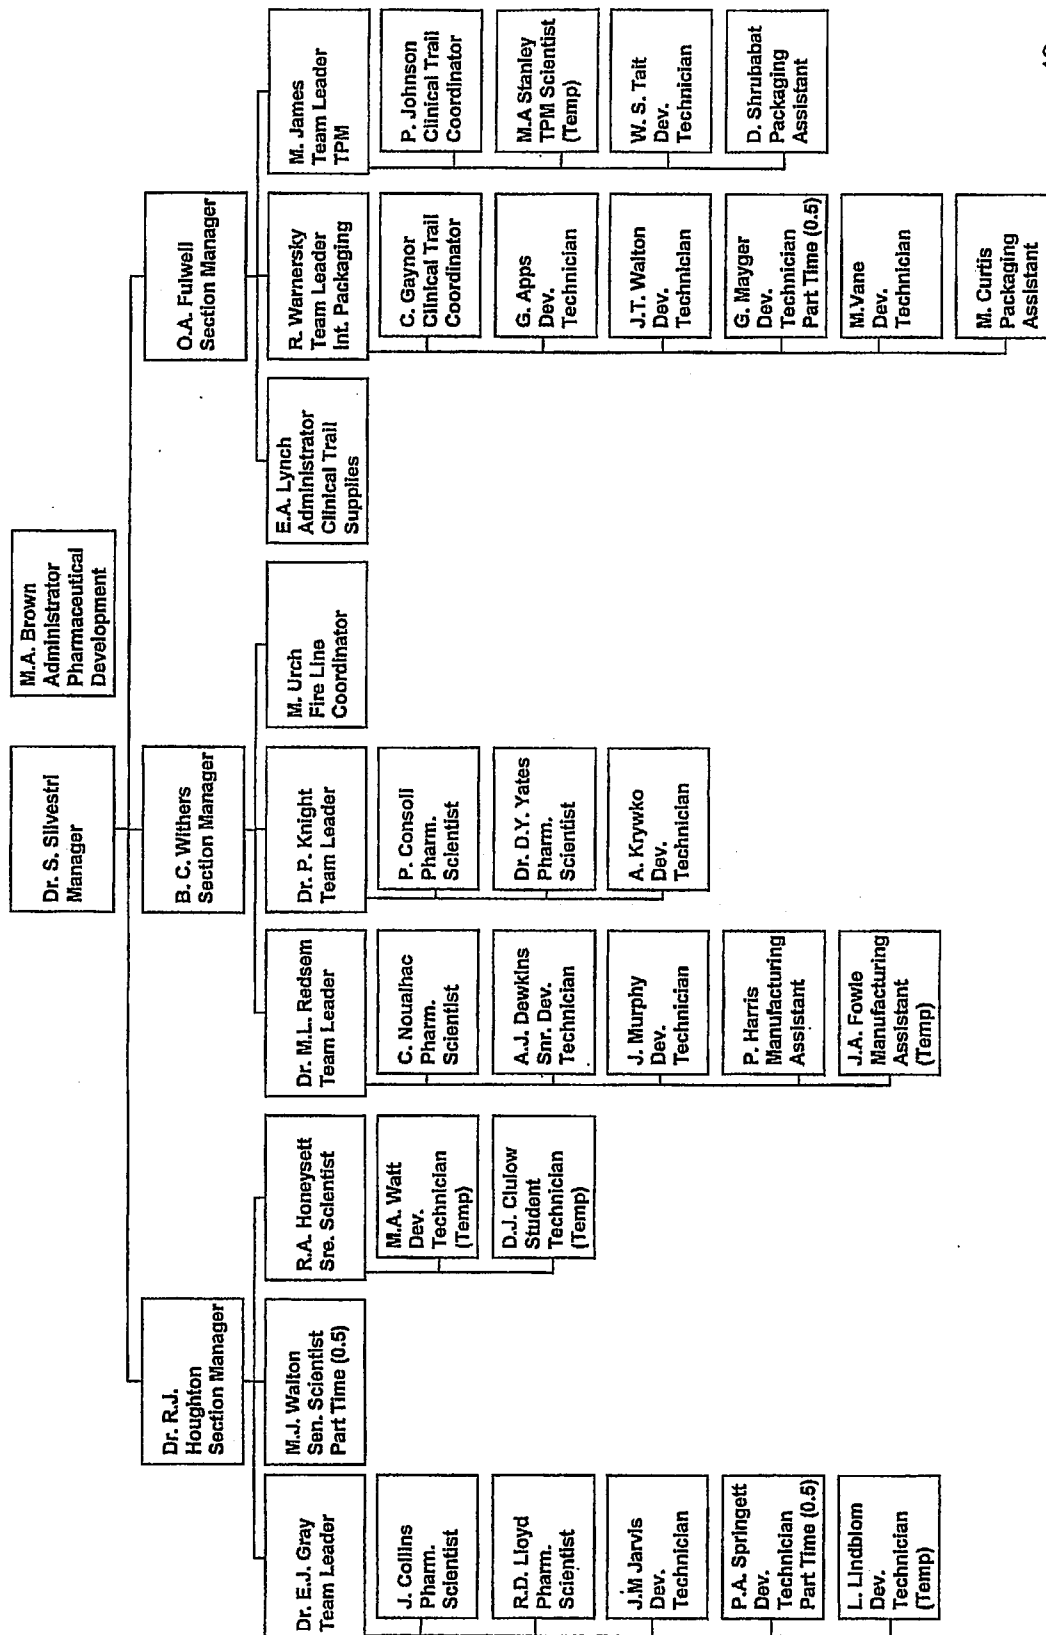 Dr. S. Silvestri
Manager
M.A. Brown
Administrator
Pharmaceutical
Development
Dr. R.J.
Houghton
Section Manager
B. C. Withers
Section Manager
O.A. Fulwell
Section Manager
Dr. E.J. Gray
Team Leader
M.J. Walton
Sen. Scientist
Part Time (0.5)
R.A. Honeysett
Sre. Scientist
Dr. M.L. Redsem
Team Leader
Dr. P. Knight
Team Leader
M. Urch
Fire Line
Coordinator
E.A. Lynch
Administrator
Clinical Trail
Supplies
R. Warnersky
Team Leader
Int. Packaging
M. James
Team Leader
TPM
J. Collins
Pharm.
Scientist
R.D. Lloyd
Pharm.
Scientist
J.M Jarvis
Dev.
Technician
P.A. Springett
Dev.
Technician
Part Time (0.5)
L. Lindblom
Dev.
Technician
(Temp)
M.A. Watt
Dev.
Technician
(Temp)
D.J. Clulow
Student
Technician
(Temp)
C. Noualhac
Pharm.
Scientist
A.J. Dewkins
Snr. Dev.
Technician
J. Murphy
Dev.
Technician
P. Harris
Manufacturing
Assistant
J.A. Fowle
Manufacturing
Assistant
(Temp)
P. Consoli
Pharm.
Scientist
Dr. D.Y. Yates
Pharm.
Scientist
A. Krywko
Dev.
Technician
C. Gaynor
Clinical Trail
Coordinator
G. Apps
Dev.
Technician
J.T. Walton
Dev.
Technician
G. Mayger
Dev.
Technician
Part Time (0.5)
M.Vane
Dev.
Technician
M. Curtis
Packaging
Assistant
P. Johnson
Clinical Trail
Coordinator
M.A Stanley
TPM Scientist
(Temp)
W. S. Tait
Dev.
Technician
D. Shrubabat
Packaging
Assistant